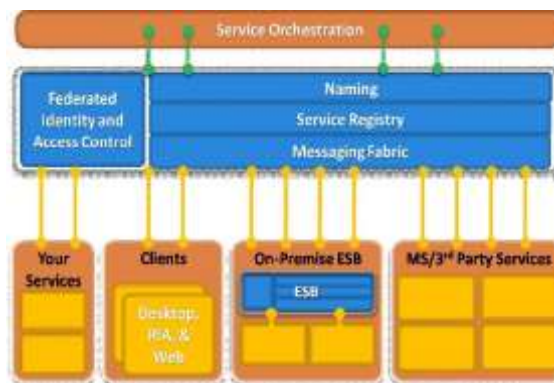 Service Orchestration
Federated
Identity and
Access Control
Naming
Service Registry
Messaging Fabric
Your
Services
Clients
Desktop,
RIA, &
Web
On-Premise ESB
ESB
MS/3rd Party Services